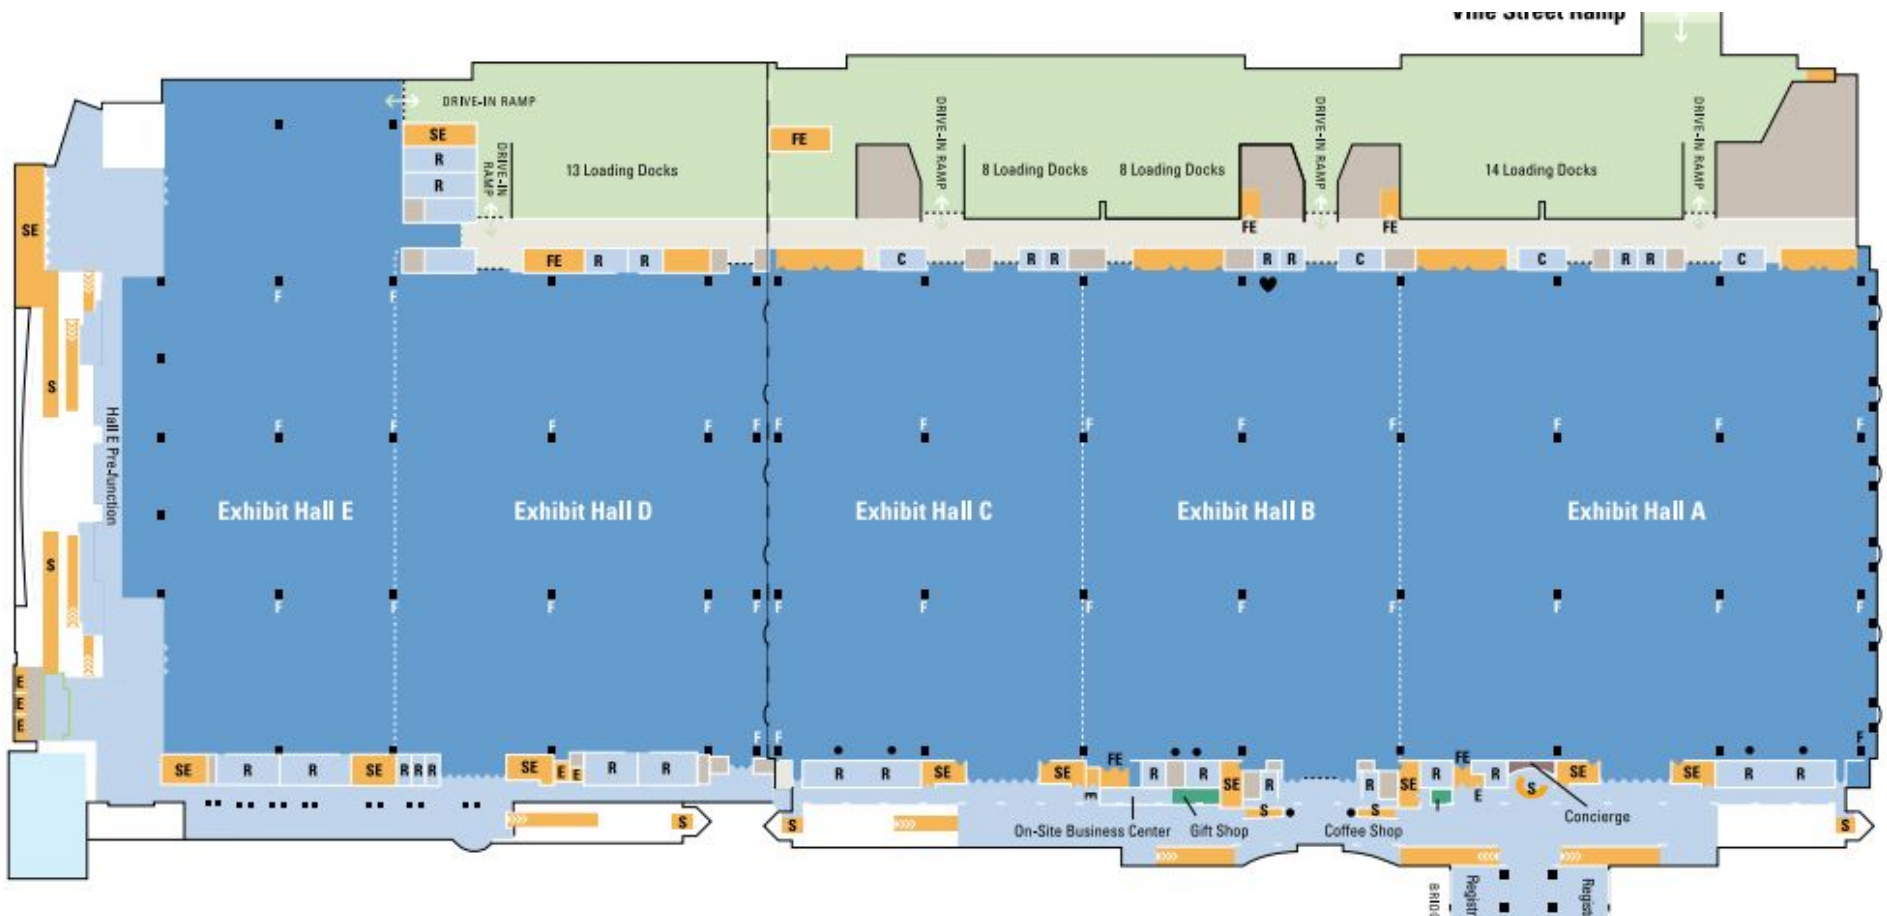 Vine Street Ramp
DRIVE-IN RAMP
SE
R
R
DRIVE-IN
RAMP
13 Loading Docks
FE
DRIVE-IN RAMP
8 Loading Docks
8 Loading Docks
DRIVE-IN RAMP
14 Loading Docks
DRIVE-IN RAMP
SE
FE
FE
FE
R
R
C
R
R
R
R
C
C
R
R
C
F
F
S
Hall E Pre-function
F
F
F
F
F
F
F
F
F
F
F
F
F
Exhibit Hall E
Exhibit Hall D
Exhibit Hall C
Exhibit Hall B
Exhibit Hall A
S
F
F
F
F
F
F
F
F
F
F
F
F
F
E
E
E
F
F
F
SE
R
R
SE
R
R
R
SE
E
E
R
R
R
R
SE
SE
FE
R
R
SE
R
R
SE
R
FE
R
SE
SE
R
R
E
E
S
S
S
S
S
S
I
S
On-Site Business Center
Gift Shop
Coffee Shop
Concierge